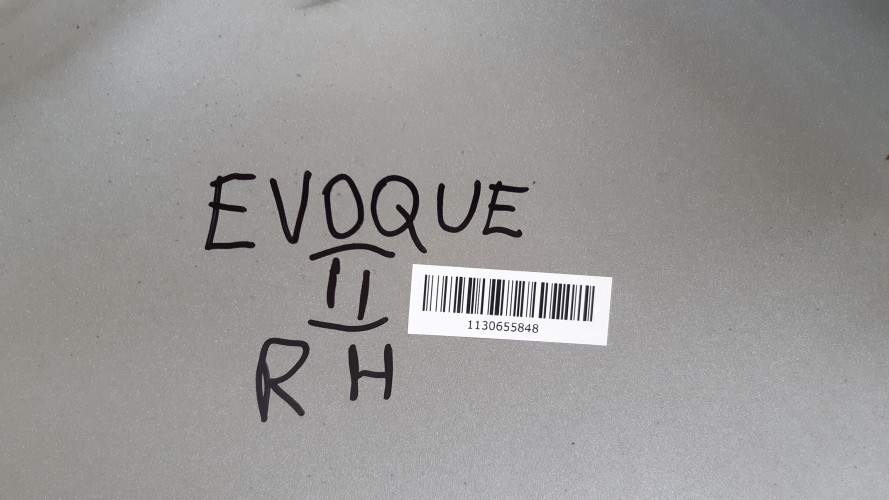 EVOQUE
II
1130655848
RH